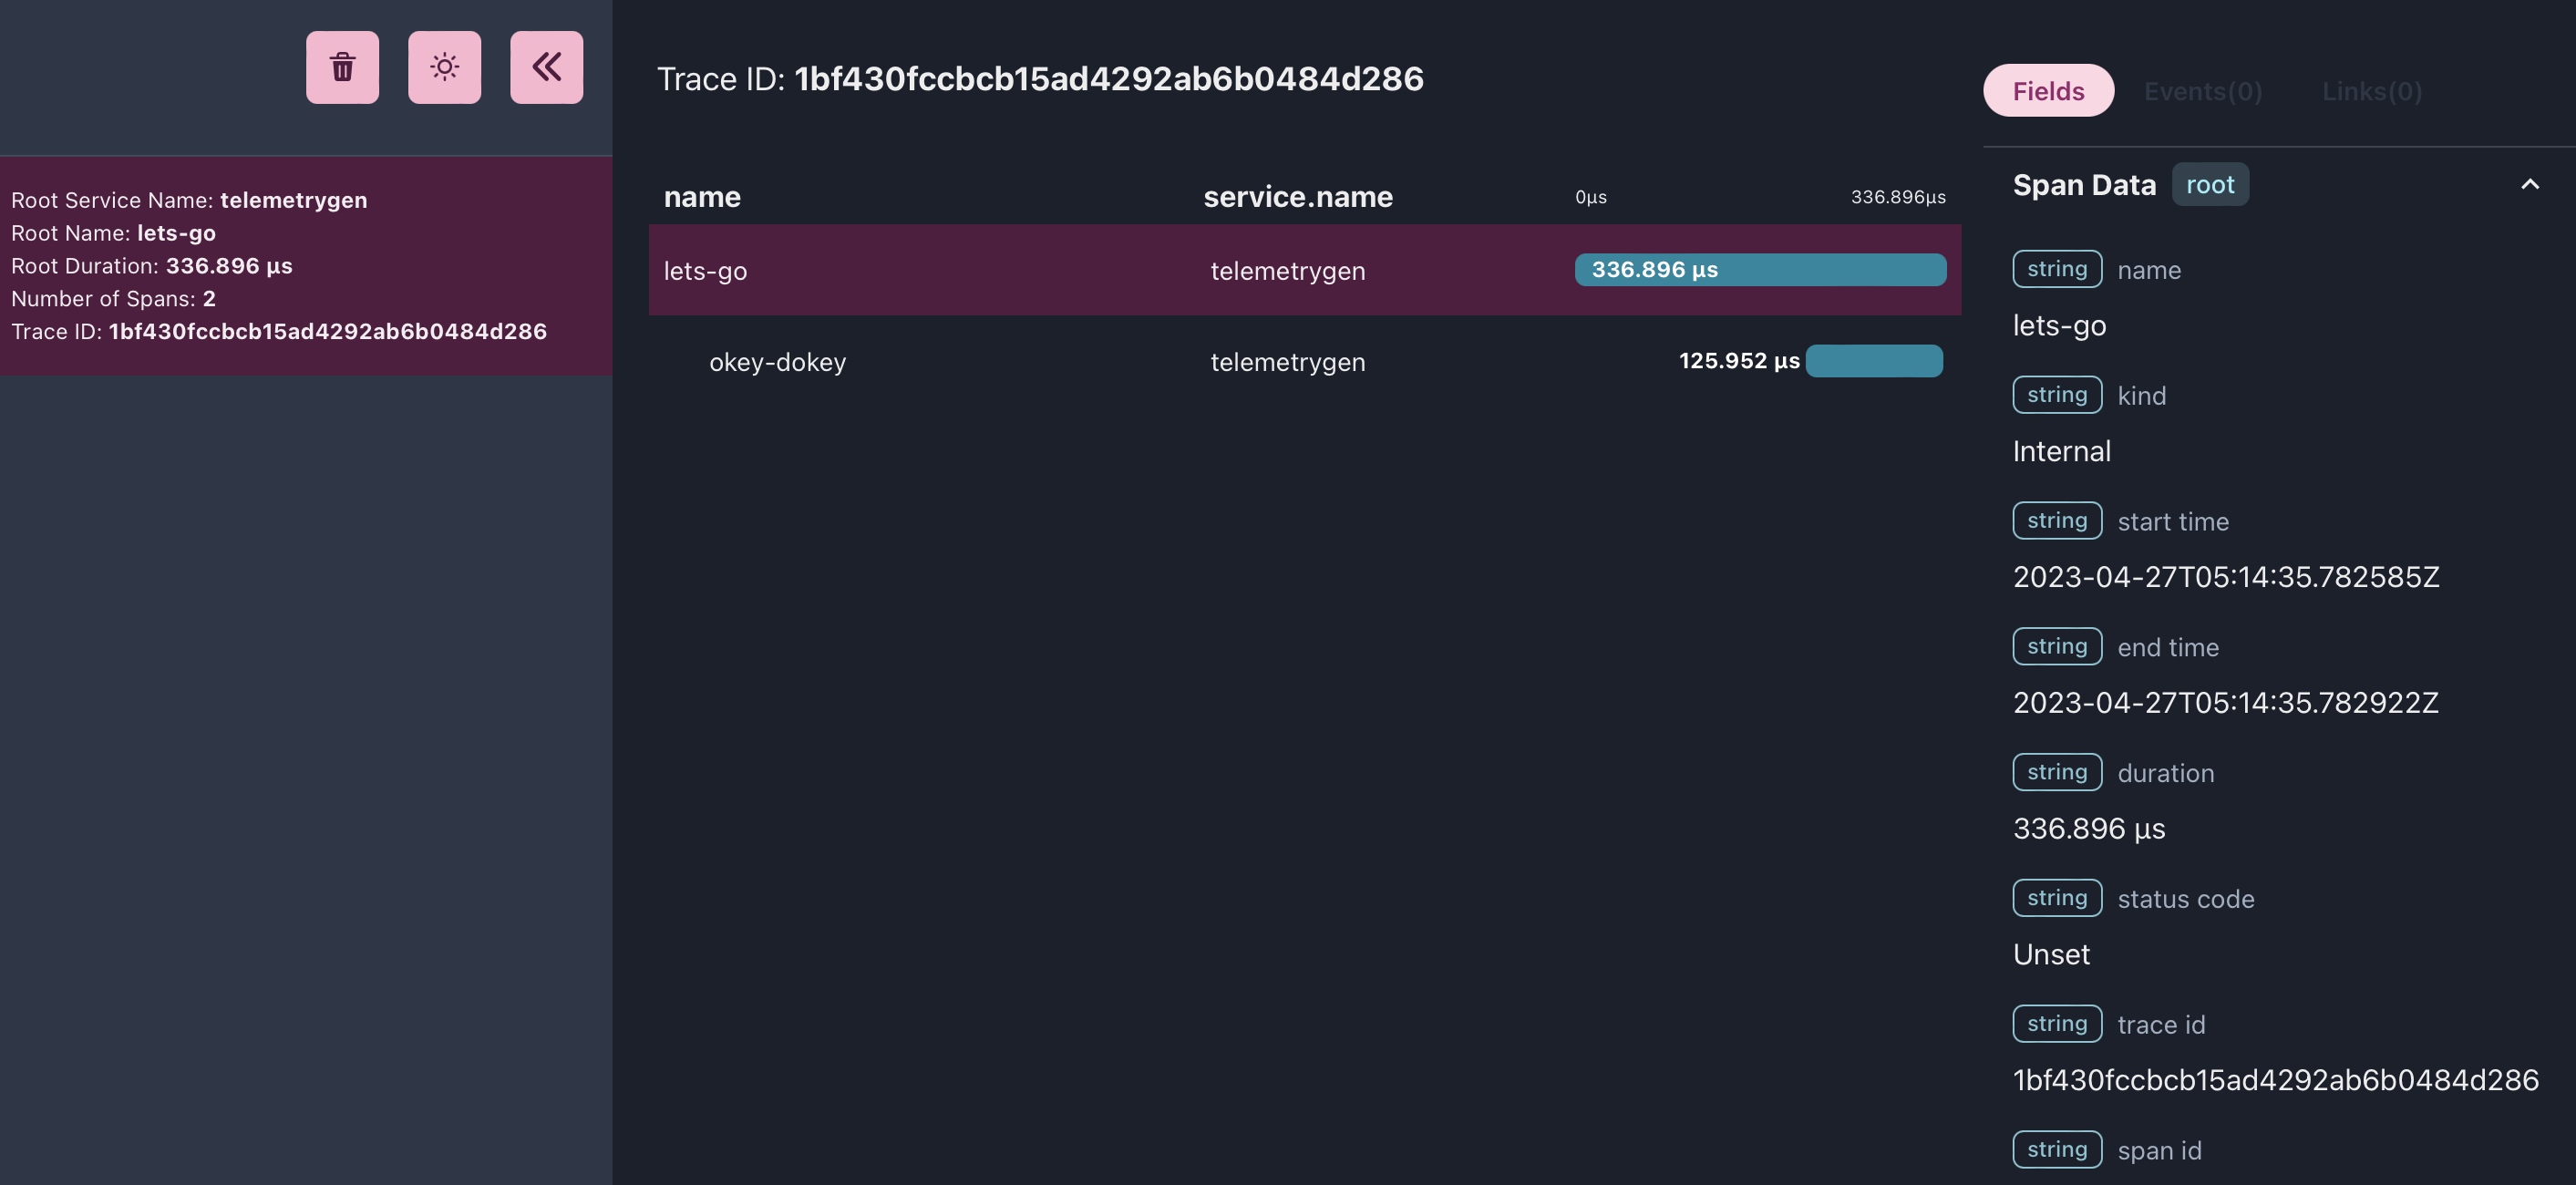 Root Service Name: telemetrygen
Root Name: lets-go
Root Duration: 336.896 µs
Number of Spans: 2
Trace ID: 1bf430fccbcb15ad4292ab6b0484d286
Trace ID: 1bf430fccbcb15ad4292ab6b0484d286
name service.name 0µs 336.896µs
lets-go telemetrygen 336.896 µs
okey-dokey telemetrygen 125.952 µs
Fields Events(0) Links(0)
Span Data root
string name
lets-go
string kind
Internal
string start time
2023-04-27T05:14:35.782585Z
string end time
2023-04-27T05:14:35.782922Z
string duration
336.896 µs
string status code
Unset
string trace id
1bf430fccbcb15ad4292ab6b0484d286
string span id